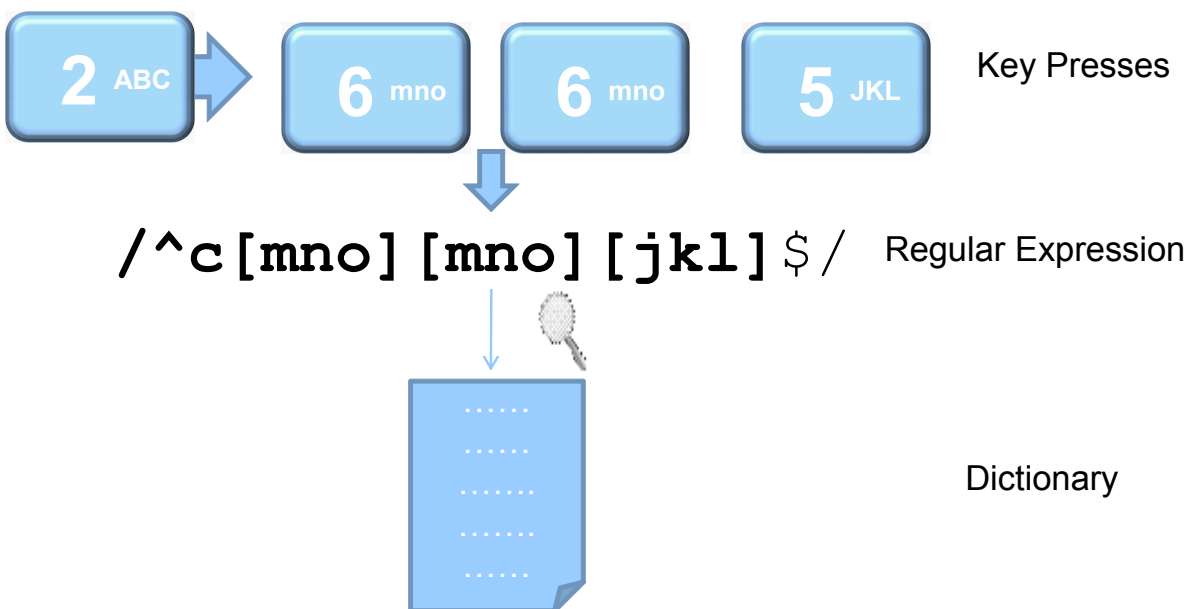 2 ABC 6 mno 6 mno 5 JKL Key Presses
/^c[mno][mno][jkl]$/ Regular Expression
......
......
.......
.......
......
Dictionary